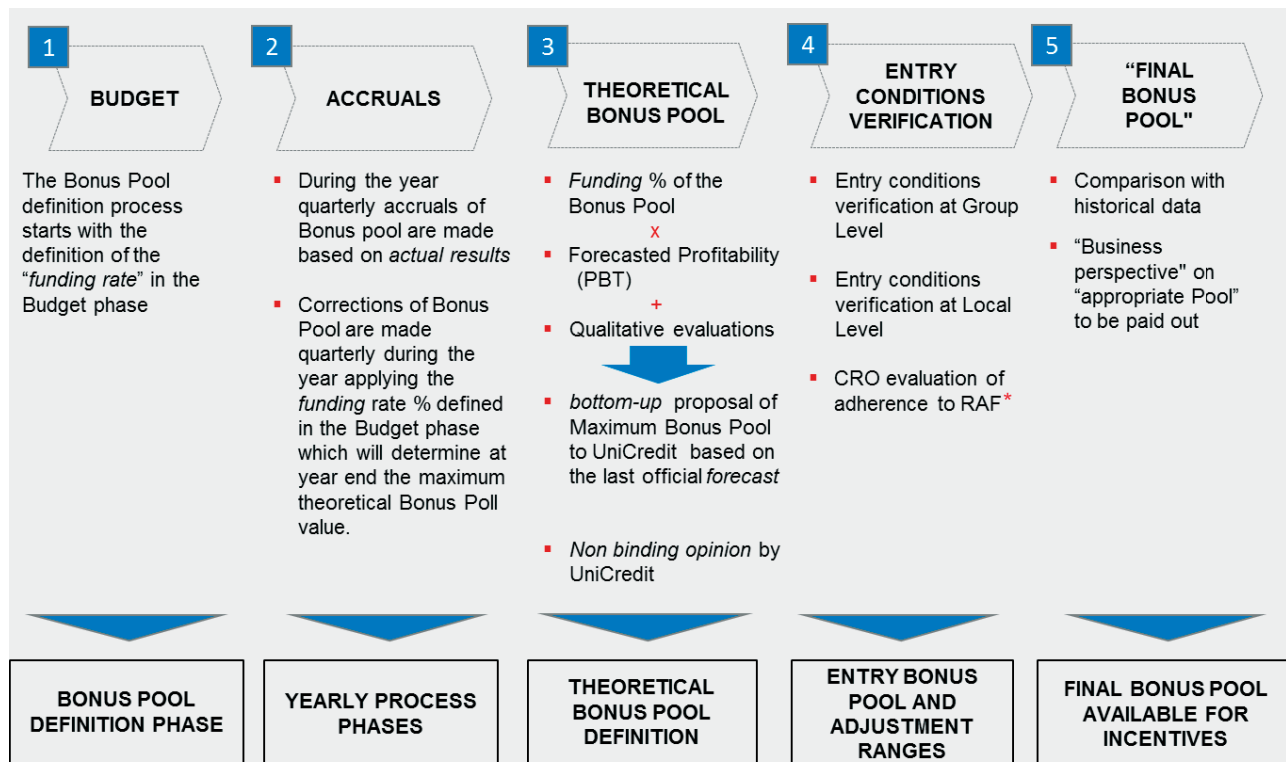 1
BUDGET
The Bonus Pool
definition process
starts with the
definition of the
“funding rate” in the
Budget phase
BONUS POOL
DEFINITION PHASE
2
ACCRUALS
▪ During the year
quarterly accruals of
Bonus pool are made
based on actual results
▪ Corrections of Bonus
Pool are made
quarterly during the
year applying the
funding rate % defined
in the Budget phase
which will determine at
year end the maximum
theoretical Bonus Poll
value.
YEARLY PROCESS
PHASES
3
THEORETICAL
BONUS POOL
▪ Funding % of the
Bonus Pool
x
▪ Forecasted Profitability
(PBT)
+
▪ Qualitative evaluations
▪ bottom-up proposal of
Maximum Bonus Pool
to UniCredit based on
the last official forecast
▪ Non binding opinion by
UniCredit
THEORETICAL
BONUS POOL
DEFINITION
4
ENTRY
CONDITIONS
VERIFICATION
▪ Entry conditions
verification at Group
Level
▪ Entry conditions
verification at Local
Level
▪ CRO evaluation of
adherence to RAF*
ENTRY BONUS
POOL AND
ADJUSTMENT
RANGES
5
“FINAL
BONUS
POOL"
▪ Comparison with
historical data
▪ “Business
perspective" on
“appropriate Pool”
to be paid out
FINAL BONUS POOL
AVAILABLE FOR
INCENTIVES